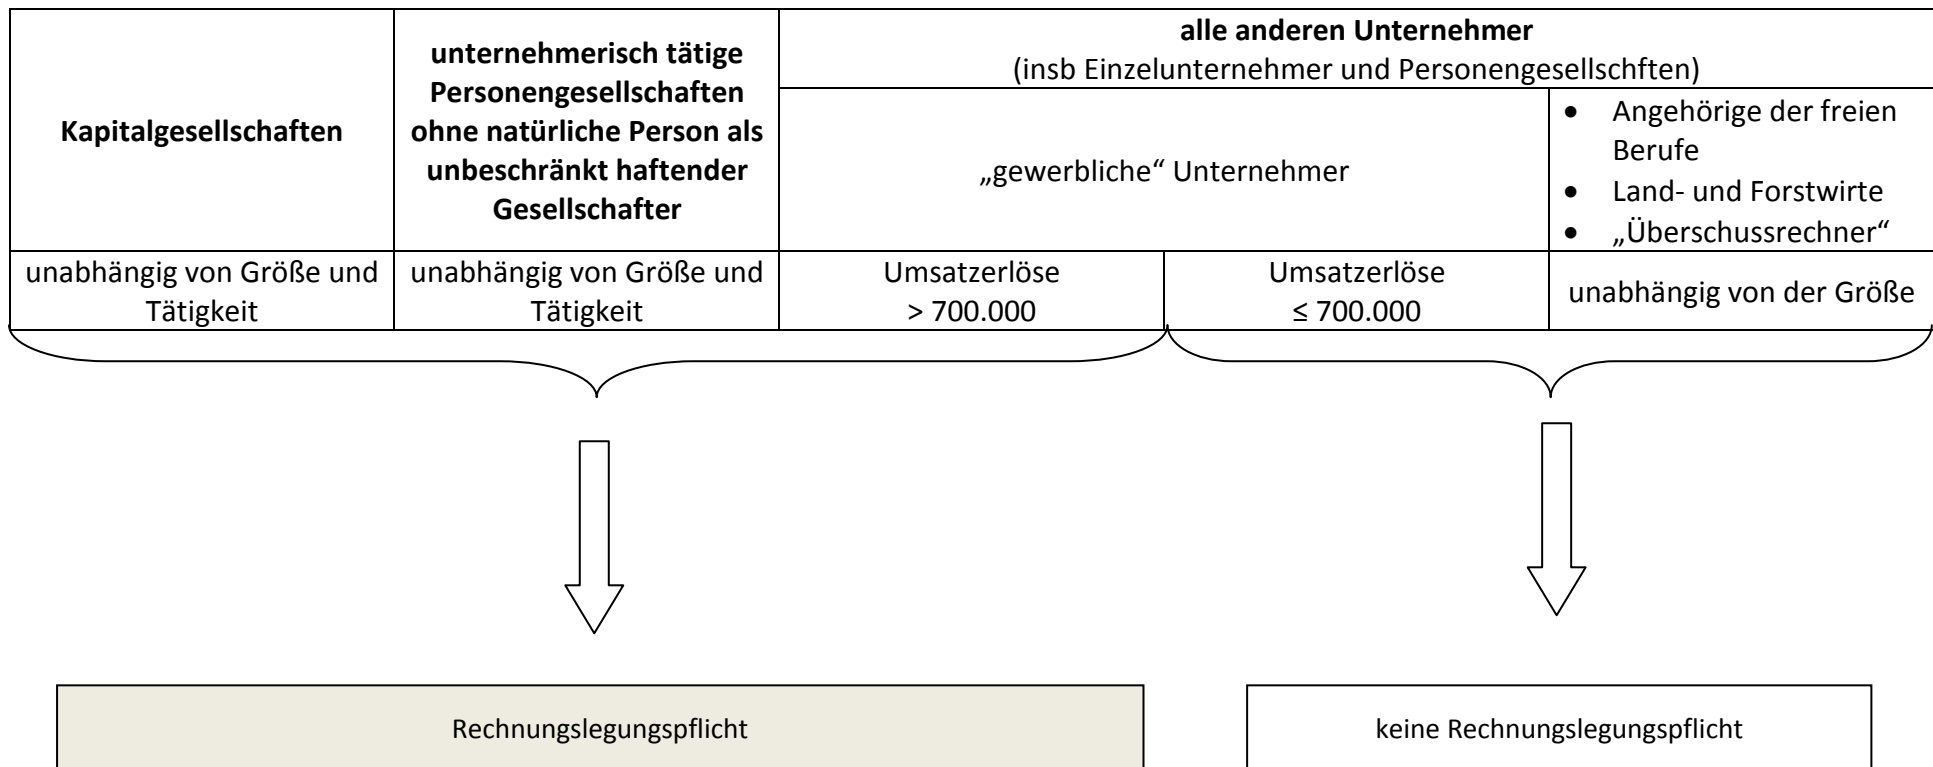 Kapitalgesellschaften
unternehmerisch tätige
Personengesellschaften
ohne natürliche Person als
unbeschränkt haftender
Gesellschafter
alle anderen Unternehmer
(insb Einzelunternehmer und Personengesellschften)
„gewerbliche“ Unternehmer
• Angehörige der freien
Berufe
• Land- und Forstwirte
• „Überschussrechner“
unabhängig von Größe und
Tätigkeit
unabhängig von Größe und
Tätigkeit
Umsatzerlöse
> 700.000
Umsatzerlöse
≤ 700.000
unabhängig von der Größe
Rechnungslegungspflicht
keine Rechnungslegungspflicht